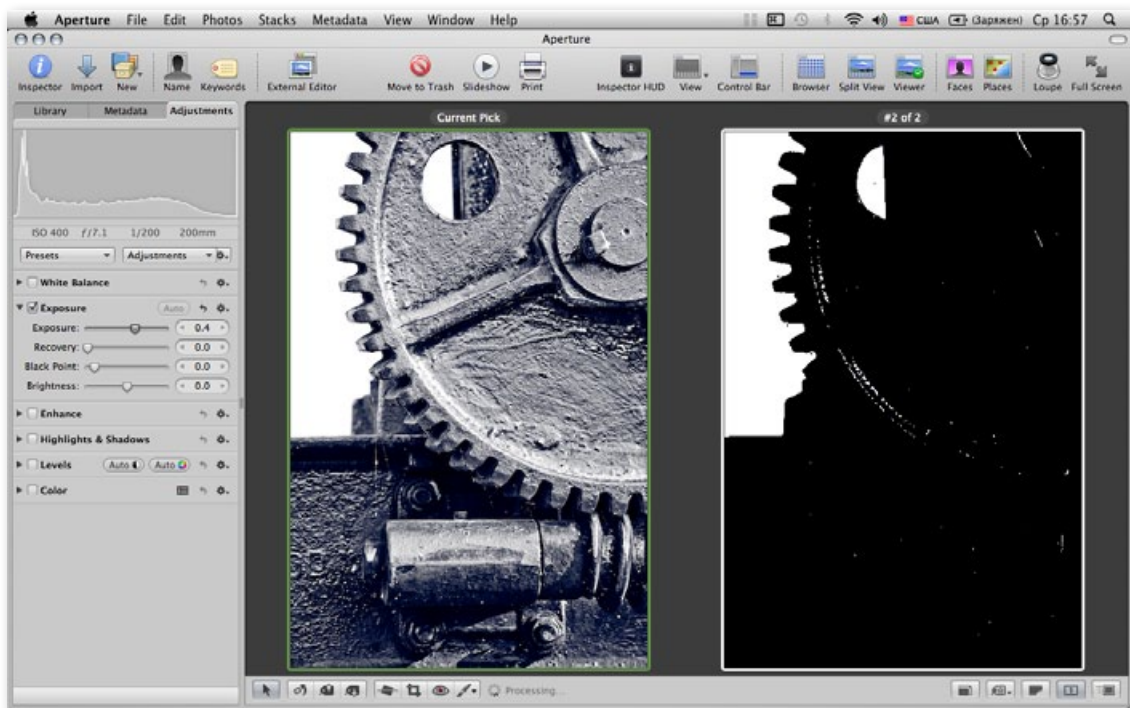 Aperture File Edit Photos Stacks Metadata View Window Help США (Заряжен) Ср 16:57
Aperture
Inspector Import New Name Keywords External Editor Move to Trash Slideshow Print Inspector HUD View Control Bar Browser Split View Viewer Faces Places Loupe Full Screen
Library Metadata Adjustments
Current Pick
#2 of 2
ISO 400 ƒ/7.1 1/200 200mm
Presets Adjustments
White Balance
Exposure Auto
Exposure: 0.4
Recovery: 0.0
Black Point: 0.0
Brightness: 0.0
Enhance
Highlights & Shadows
Levels Auto Auto
Color
Processing...